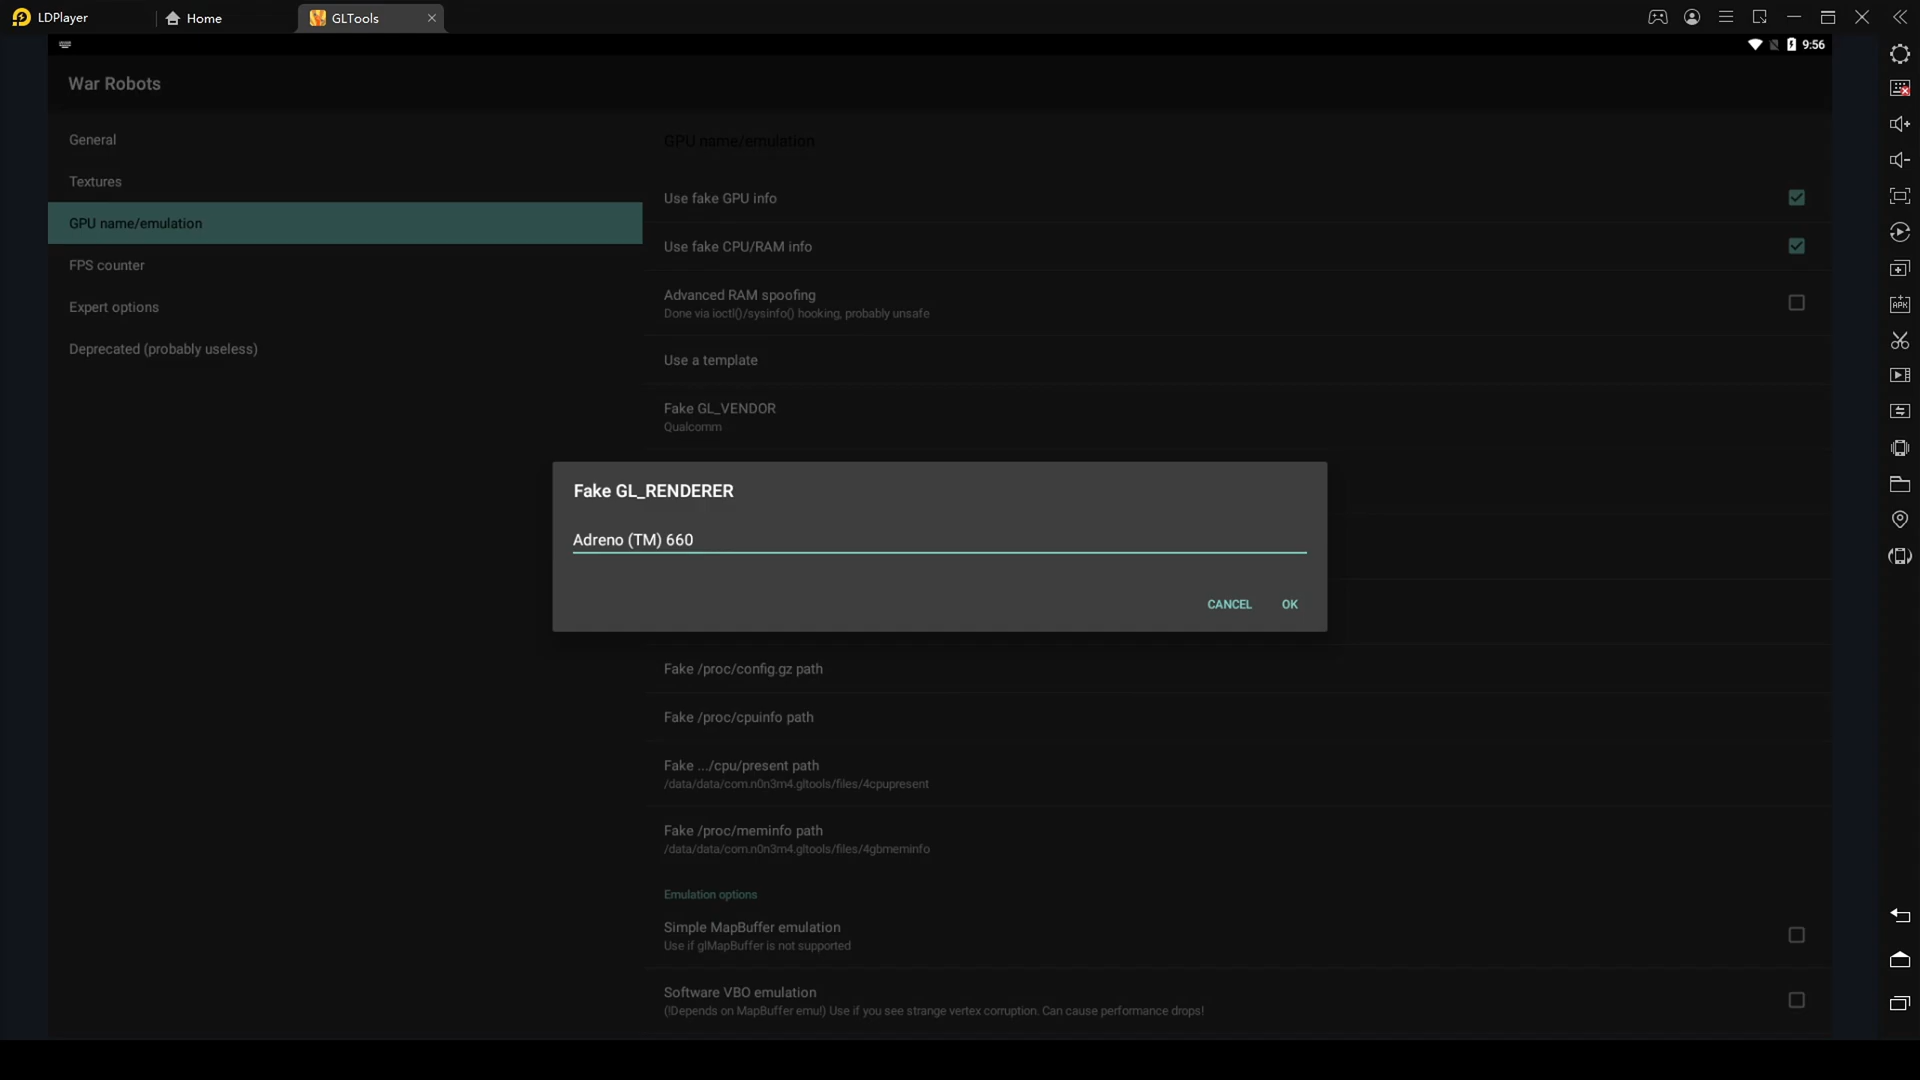 LDPlayer
Home
GLTools
9:56
War Robots
General
Textures
GPU name/emulation
FPS counter
Expert options
Deprecated (probably useless)
GPU name/emulation
Use fake GPU info
Use fake CPU/RAM info
Advanced RAM spoofing
Done via ioctl()/sysinfo() hooking, probably unsafe
Use a template
Fake GL_VENDOR
Qualcomm
Fake GL_RENDERER
Adreno (TM) 660
CANCEL
OK
Fake /proc/config.gz path
Fake /proc/cpuinfo path
Fake .../cpu/present path
/data/data/com.n0n3m4.gltools/files/4cpupresent
Fake /proc/meminfo path
/data/data/com.n0n3m4.gltools/files/4gbmeminfo
Emulation options
Simple MapBuffer emulation
Use if glMapBuffer is not supported
Software VBO emulation
(!Depends on MapBuffer emu!) Use if you see strange vertex corruption. Can cause performance drops!
APK